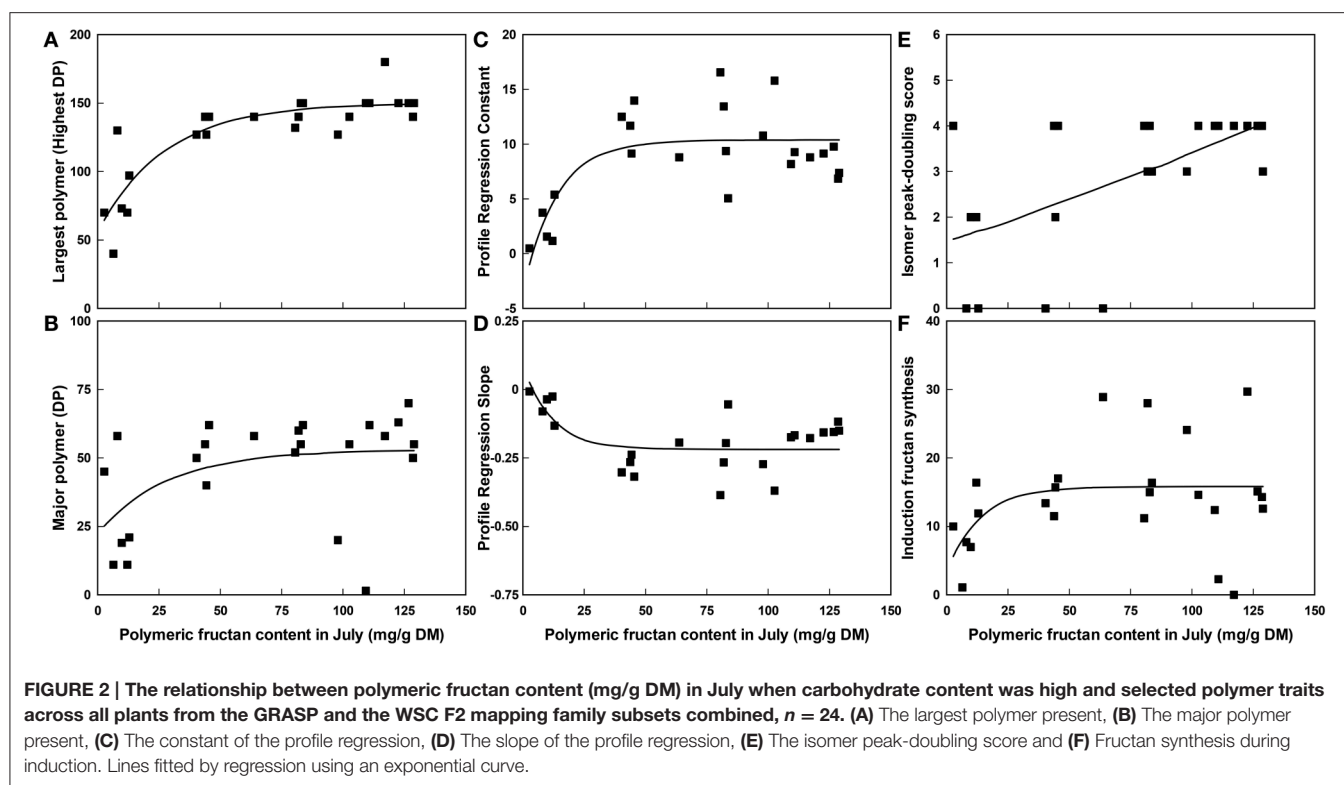 A
Largest polymer (Highest DP)
200
150
100
50
0
C
Profile Regression Constant
20
15
10
5
0
-5
E
Isomer peak-doubling score
6
5
4
3
2
1
0
B
Major polymer (DP)
100
75
50
25
0
0 25 50 75 100 125 150
Polymeric fructan content in July (mg/g DM)
D
Profile Regression Slope
0.25
0
-0.25
-0.50
-0.75
0 25 50 75 100 125 150
Polymeric fructan content in July (mg/g DM)
F
Induction fructan synthesis
40
30
20
10
0
0 25 50 75 100 125 150
Polymeric fructan content in July (mg/g DM)
FIGURE 2 | The relationship between polymeric fructan content (mg/g DM) in July when carbohydrate content was high and selected polymer traits
across all plants from the GRASP and the WSC F2 mapping family subsets combined, n = 24. (A) The largest polymer present, (B) The major polymer
present, (C) The constant of the profile regression, (D) The slope of the profile regression, (E) The isomer peak-doubling score and (F) Fructan synthesis during
induction. Lines fitted by regression using an exponential curve.